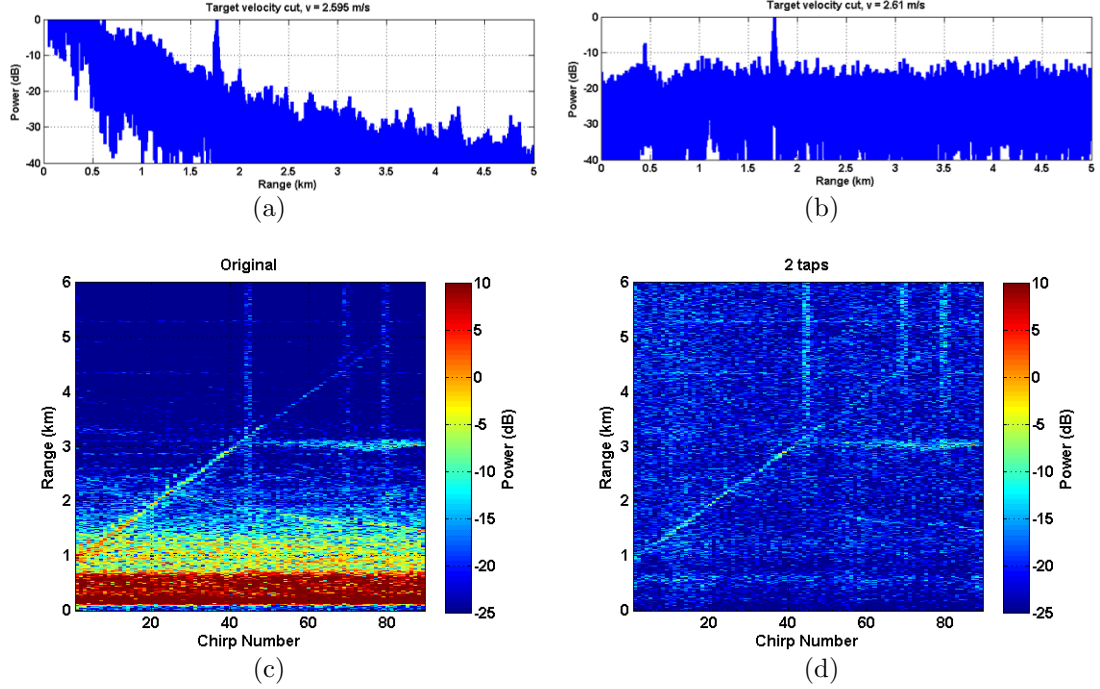 Target velocity cut, v = 2.595 m/s
Power (dB)
0
-10
-20
-30
-40
0 0.5 1 1.5 2 2.5 3 3.5 4 4.5 5
Range (km)
(a)
Target velocity cut, v = 2.61 m/s
Power (dB)
0
-10
-20
-30
-40
0 0.5 1 1.5 2 2.5 3 3.5 4 4.5 5
Range (km)
(b)
Original
Range (km)
6
5
4
3
2
1
0
20 40 60 80
Chirp Number
10
5
0
-5
-10
-15
-20
-25
Power (dB)
(c)
2 taps
Range (km)
6
5
4
3
2
1
0
20 40 60 80
Chirp Number
10
5
0
-5
-10
-15
-20
-25
Power (dB)
(d)